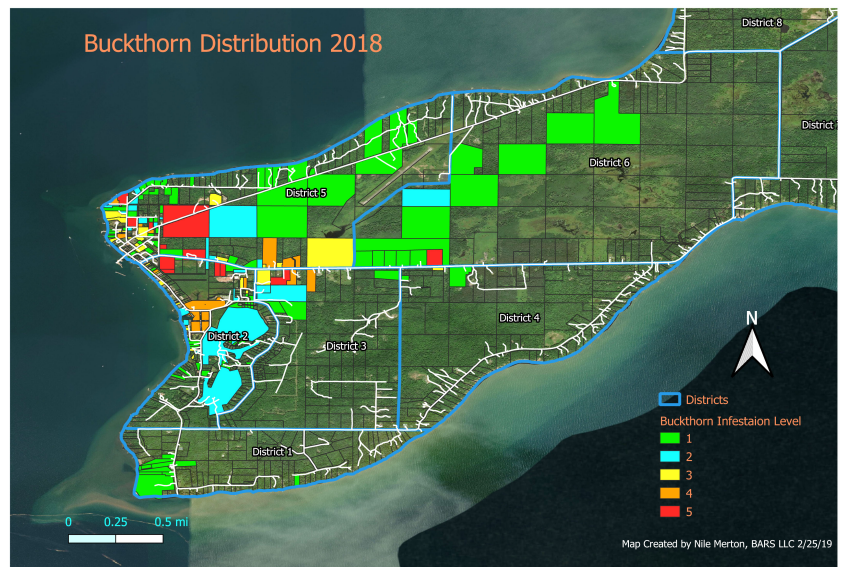 Buckthorn Distribution 2018
District 8
District
District 6
District 5
District 4
District 2
District 3
District 1
N
Districts
Buckthorn Infestaion Level
1
2
3
4
5
0 0.25 0.5 mi
Map Created by Nile Merton, BARS LLC 2/25/19